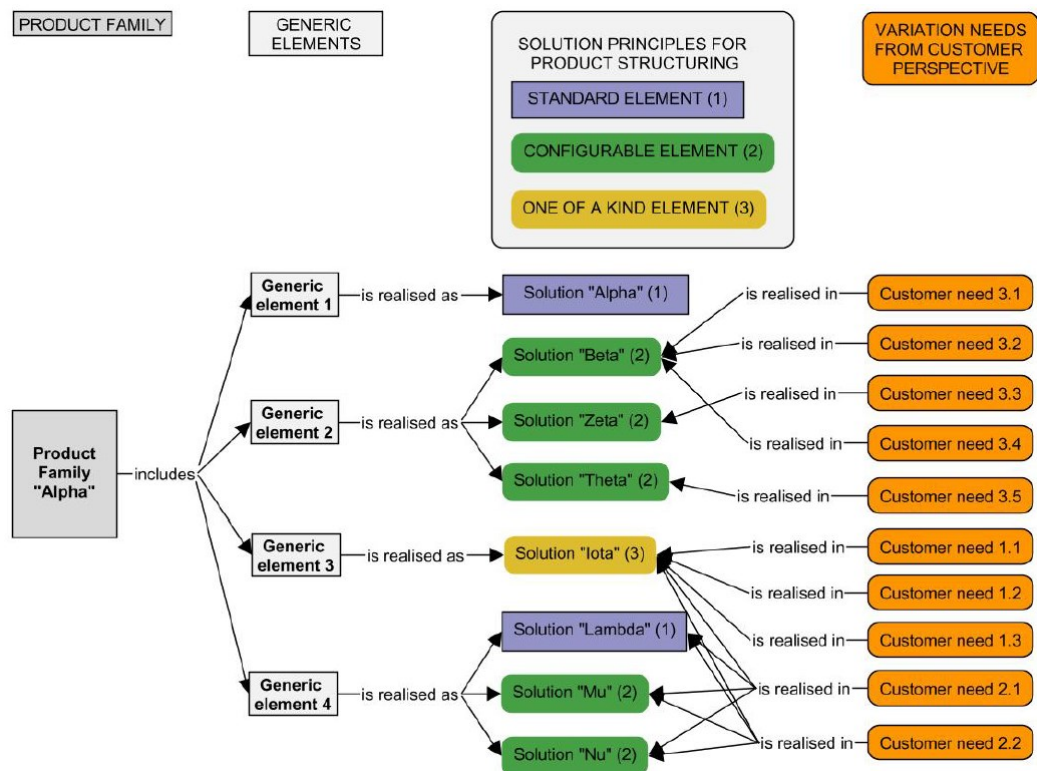 PRODUCT FAMILY
GENERIC
ELEMENTS
SOLUTION PRINCIPLES FOR
PRODUCT STRUCTURING
STANDARD ELEMENT (1)
CONFIGURABLE ELEMENT (2)
ONE OF A KIND ELEMENT (3)
VARIATION NEEDS
FROM CUSTOMER
PERSPECTIVE
Product
Family
"Alpha"
includes
Generic
element 1
is realised as
Solution "Alpha" (1)
Generic
element 2
is realised as
Solution "Beta" (2)
Solution "Zeta" (2)
Solution "Theta" (2)
Generic
element 3
is realised as
Solution "Iota" (3)
Generic
element 4
is realised as
Solution "Lambda" (1)
Solution "Mu" (2)
Solution "Nu" (2)
is realised in
Customer need 3.1
is realised in
Customer need 3.2
is realised in
Customer need 3.3
is realised in
Customer need 3.4
is realised in
Customer need 3.5
is realised in
Customer need 1.1
is realised in
Customer need 1.2
is realised in
Customer need 1.3
is realised in
Customer need 2.1
is realised in
Customer need 2.2